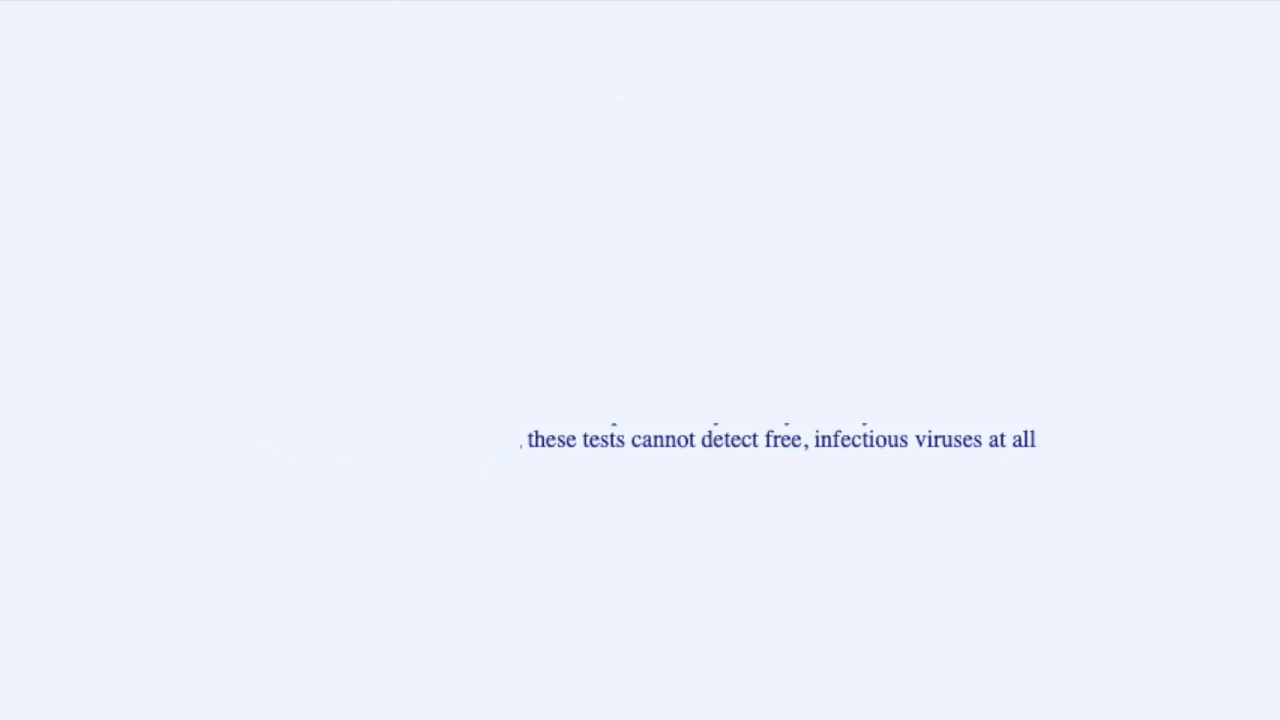 , these tests cannot detect free, infectious viruses at all